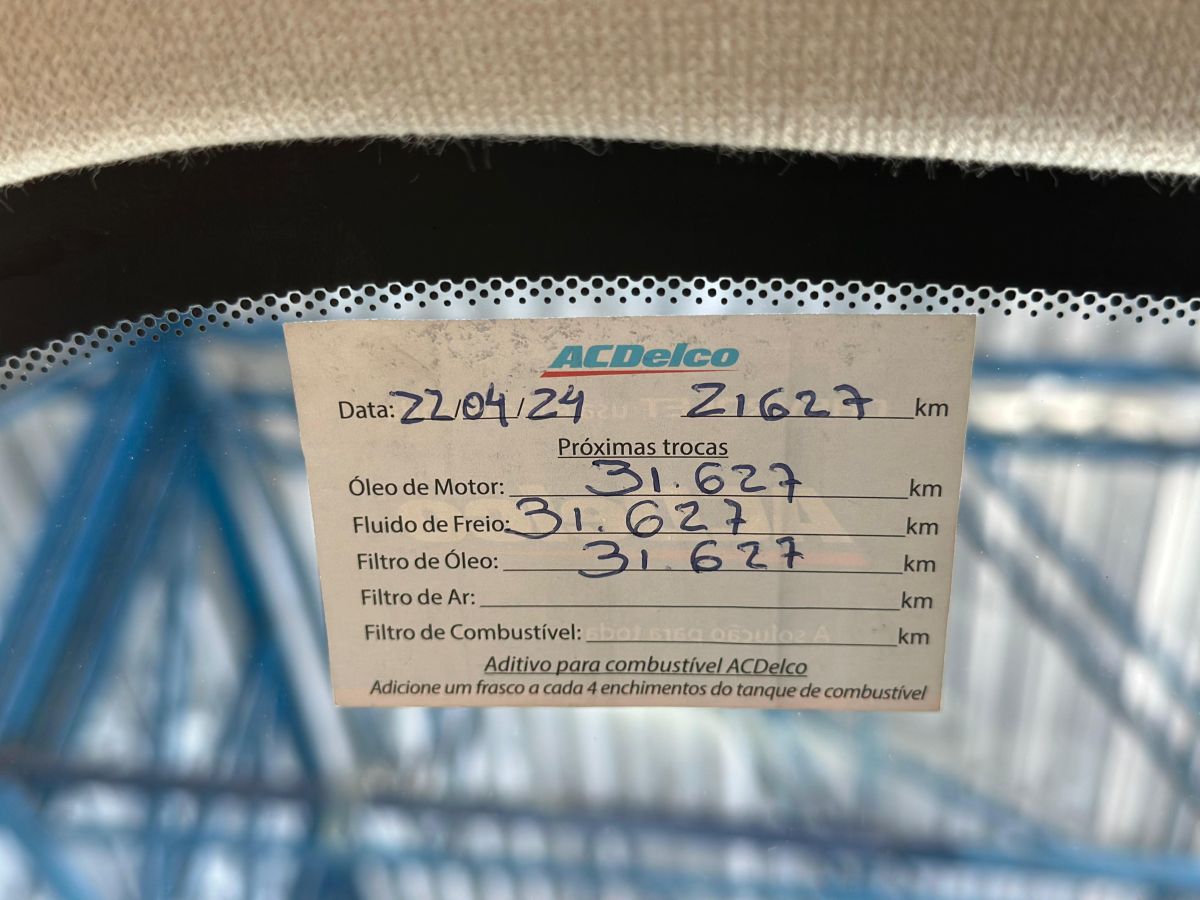 ACDelco
Data: 22/04/24 21627 km
Próximas trocas
Óleo de Motor: 31.627 km
Fluido de Freio: 31.627 km
Filtro de Óleo: 31.627 km
Filtro de Ar: km
Filtro de Combustível: km
Aditivo para combustível ACDelco
Adicione um frasco a cada 4 enchimentos do tanque de combustível